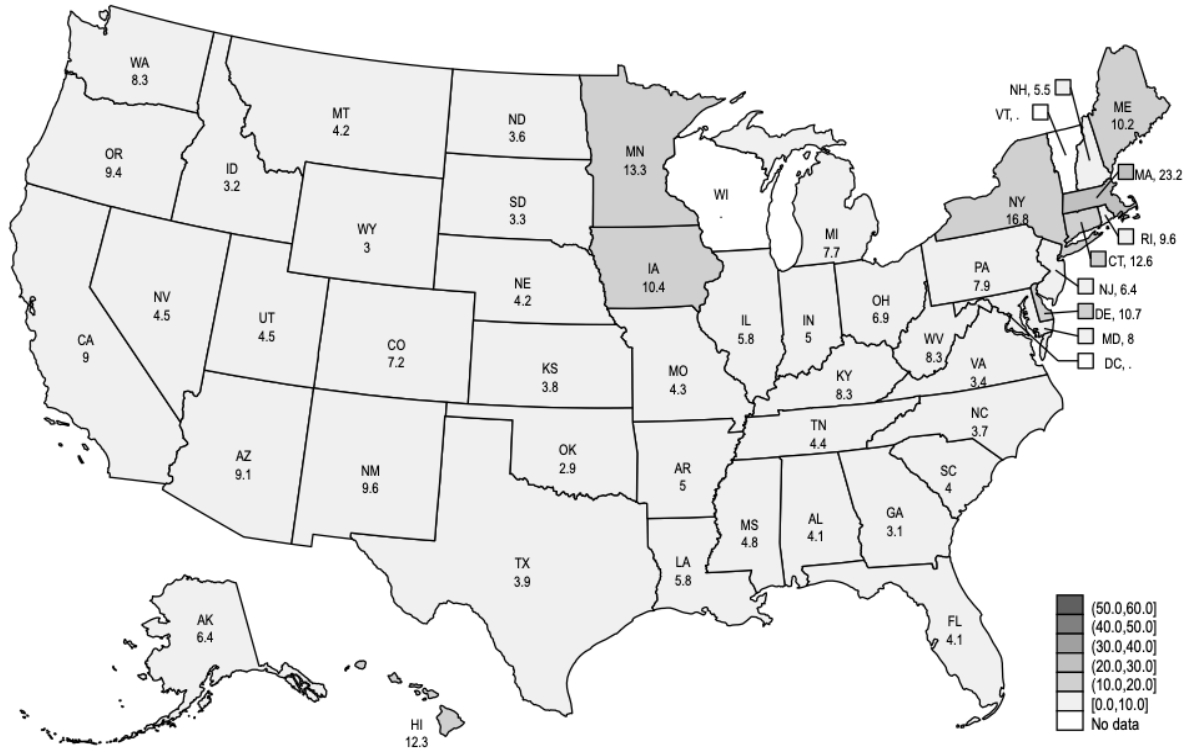 WA
8.3
MT
4.2
ND
3.6
MN
13.3
NH, 5.5
VT, .
ME
10.2
OR
9.4
ID
3.2
SD
3.3
WI
.
MI
7.7
NY
16.8
MA, 23.2
RI, 9.6
CT, 12.6
WY
3
IA
10.4
NE
4.2
PA
7.9
NJ, 6.4
DE, 10.7
MD, 8
DC, .
NV
4.5
UT
4.5
CA
9
CO
7.2
KS
3.8
MO
4.3
IL
5.8
IN
5
OH
6.9
WV
8.3
VA
3.4
KY
8.3
NC
3.7
TN
4.4
AZ
9.1
NM
9.6
OK
2.9
AR
5
SC
4
MS
4.8
AL
4.1
GA
3.1
TX
3.9
LA
5.8
FL
4.1
AK
6.4
HI
12.3
(50.0,60.0]
(40.0,50.0]
(30.0,40.0]
(20.0,30.0]
(10.0,20.0]
[0.0,10.0]
No data